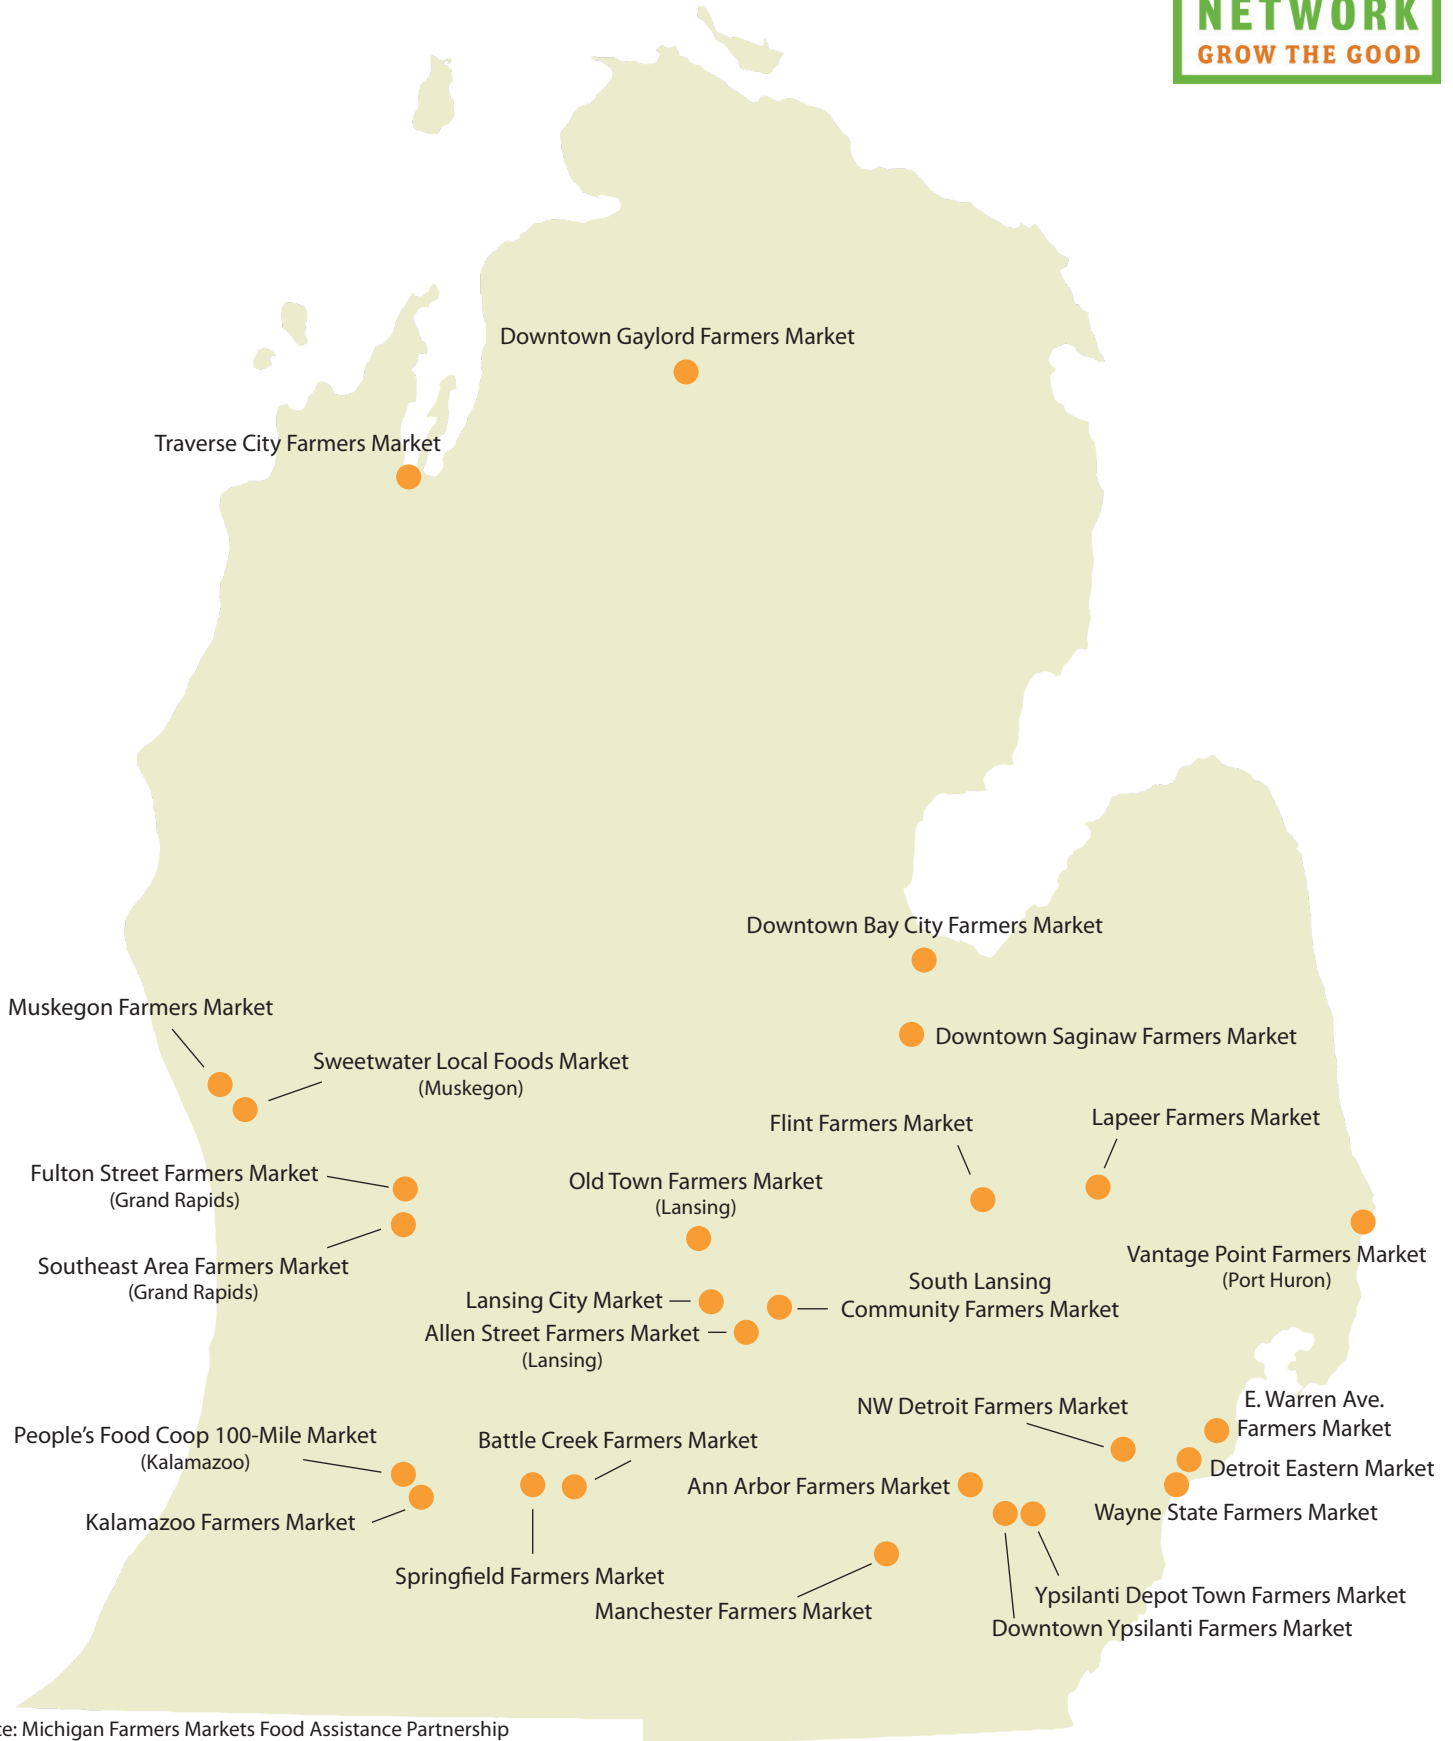 NETWORK
GROW THE GOOD
Downtown Gaylord Farmers Market
Traverse City Farmers Market
Downtown Bay City Farmers Market
Muskegon Farmers Market
Downtown Saginaw Farmers Market
Sweetwater Local Foods Market
(Muskegon)
Flint Farmers Market
Lapeer Farmers Market
Fulton Street Farmers Market
(Grand Rapids)
Old Town Farmers Market
(Lansing)
Southeast Area Farmers Market
(Grand Rapids)
Vantage Point Farmers Market
(Port Huron)
South Lansing
Community Farmers Market
Lansing City Market
Allen Street Farmers Market
(Lansing)
NW Detroit Farmers Market
E. Warren Ave.
Farmers Market
People's Food Coop 100-Mile Market
(Kalamazoo)
Battle Creek Farmers Market
Detroit Eastern Market
Ann Arbor Farmers Market
Wayne State Farmers Market
Kalamazoo Farmers Market
Springfield Farmers Market
Manchester Farmers Market
Ypsilanti Depot Town Farmers Market
Downtown Ypsilanti Farmers Market
Michigan Farmers Markets Food Assistance Partnership